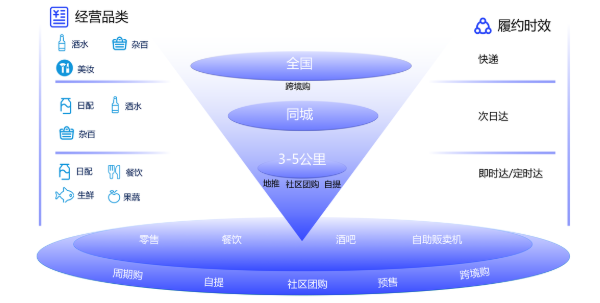 经营品类
履约时效
酒水
杂百
美妆
全国
跨境购
快递
日配
酒水
杂百
同城
次日达
日配
餐饮
生鲜
果蔬
3-5公里
地推 社区团购 自提
即时达/定时达
零售 餐饮 酒吧 自助贩卖机
周期购 自提 社区团购 预售 跨境购